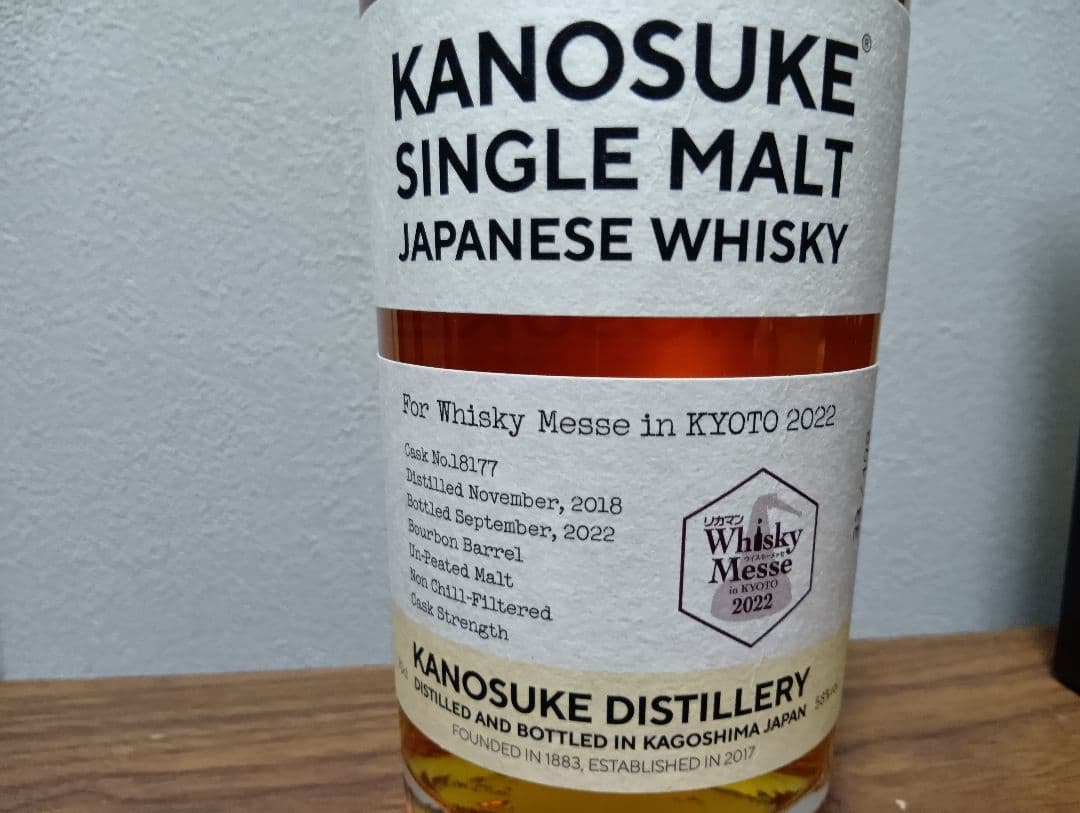 KANOSUKE®
SINGLE MALT
JAPANESE WHISKY
For Whisky Messe in KYOTO 2022
Cask No.18177
Distilled November, 2018
Bottled September, 2022
Bourbon Barrel
Un-Peated Malt
Non Chill-Filtered
Cask Strength
リカマン
Whisky
ウイスキーメッセ
Messe
in KYOTO
2022
KANOSUKE DISTILLERY
DISTILLED AND BOTTLED IN KAGOSHIMA JAPAN
FOUNDED IN 1883, ESTABLISHED IN 2017